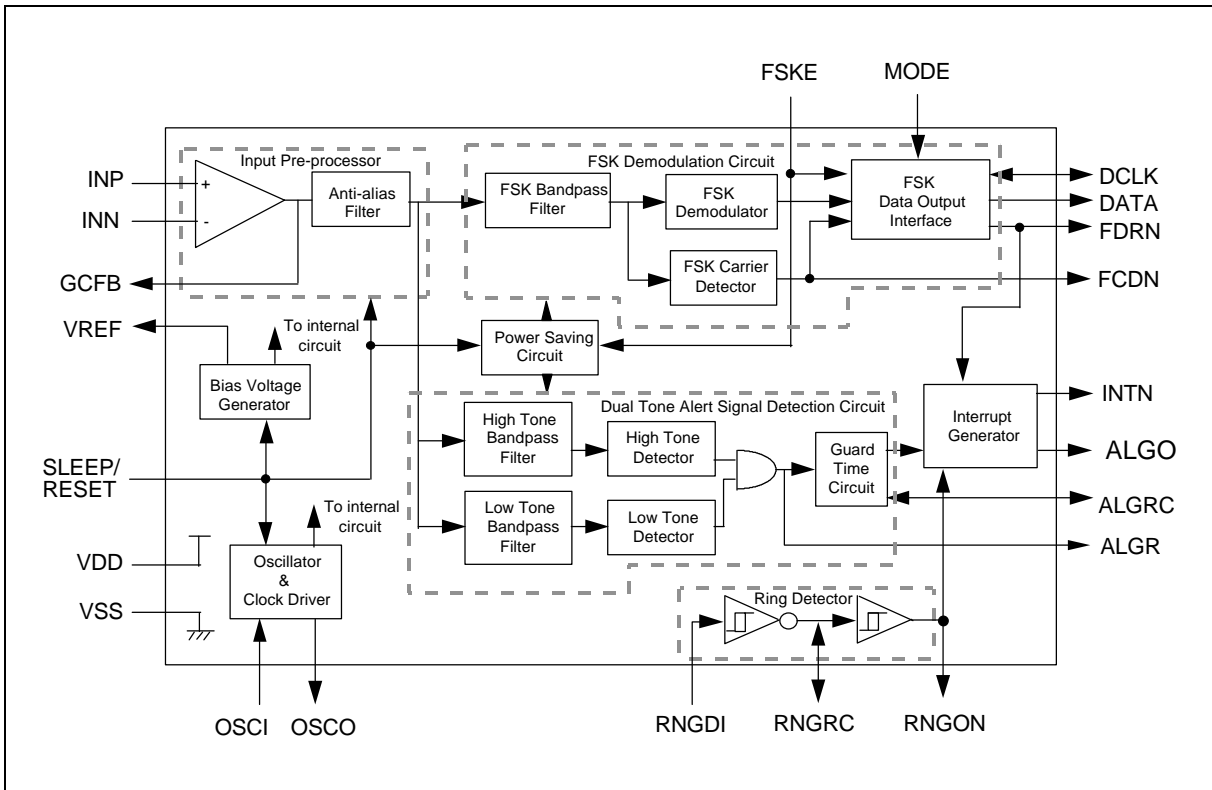 FSKE
MODE
Input Pre-processor
FSK Demodulation Circuit
INP
INN
+
-
Anti-alias
Filter
FSK Bandpass
Filter
FSK
Demodulator
FSK
Data Output
Interface
DCLK
DATA
FDRN
FSK Carrier
Detector
GCFB
FCDN
VREF
To internal
circuit
Power Saving
Circuit
Bias Voltage
Generator
Dual Tone Alert Signal Detection Circuit
High Tone
Bandpass
Filter
High Tone
Detector
Guard
Time
Circuit
Interrupt
Generator
INTN
ALGO
SLEEP/
RESET
To internal
circuit
Low Tone
Bandpass
Filter
Low Tone
Detector
ALGRC
ALGR
VDD
VSS
Oscillator
&
Clock Driver
Ring Detector
OSCI
OSCO
RNGDI
RNGRC
RNGON